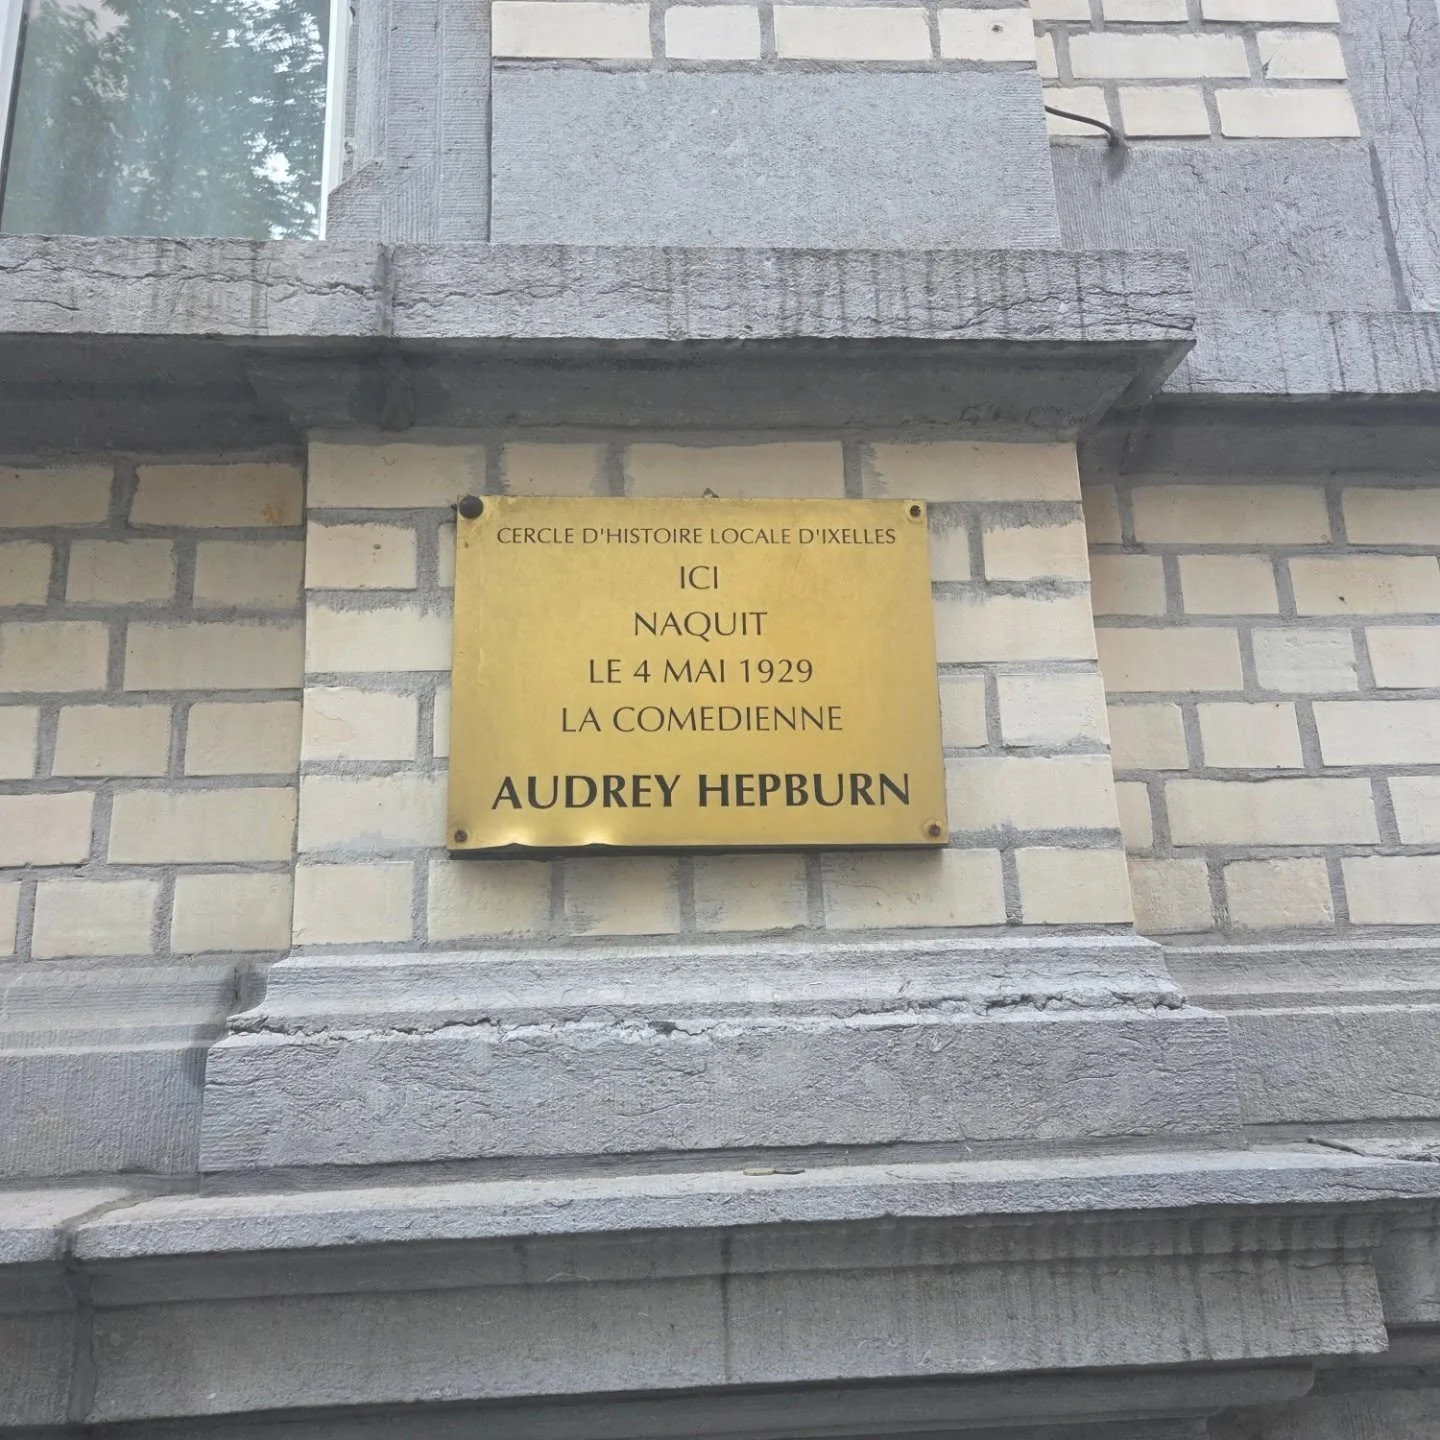 CERCLE D'HISTOIRE LOCALE D'IXELLES
ICI
NAQUIT
LE 4 MAI 1929
LA COMEDIENNE
AUDREY HEPBURN